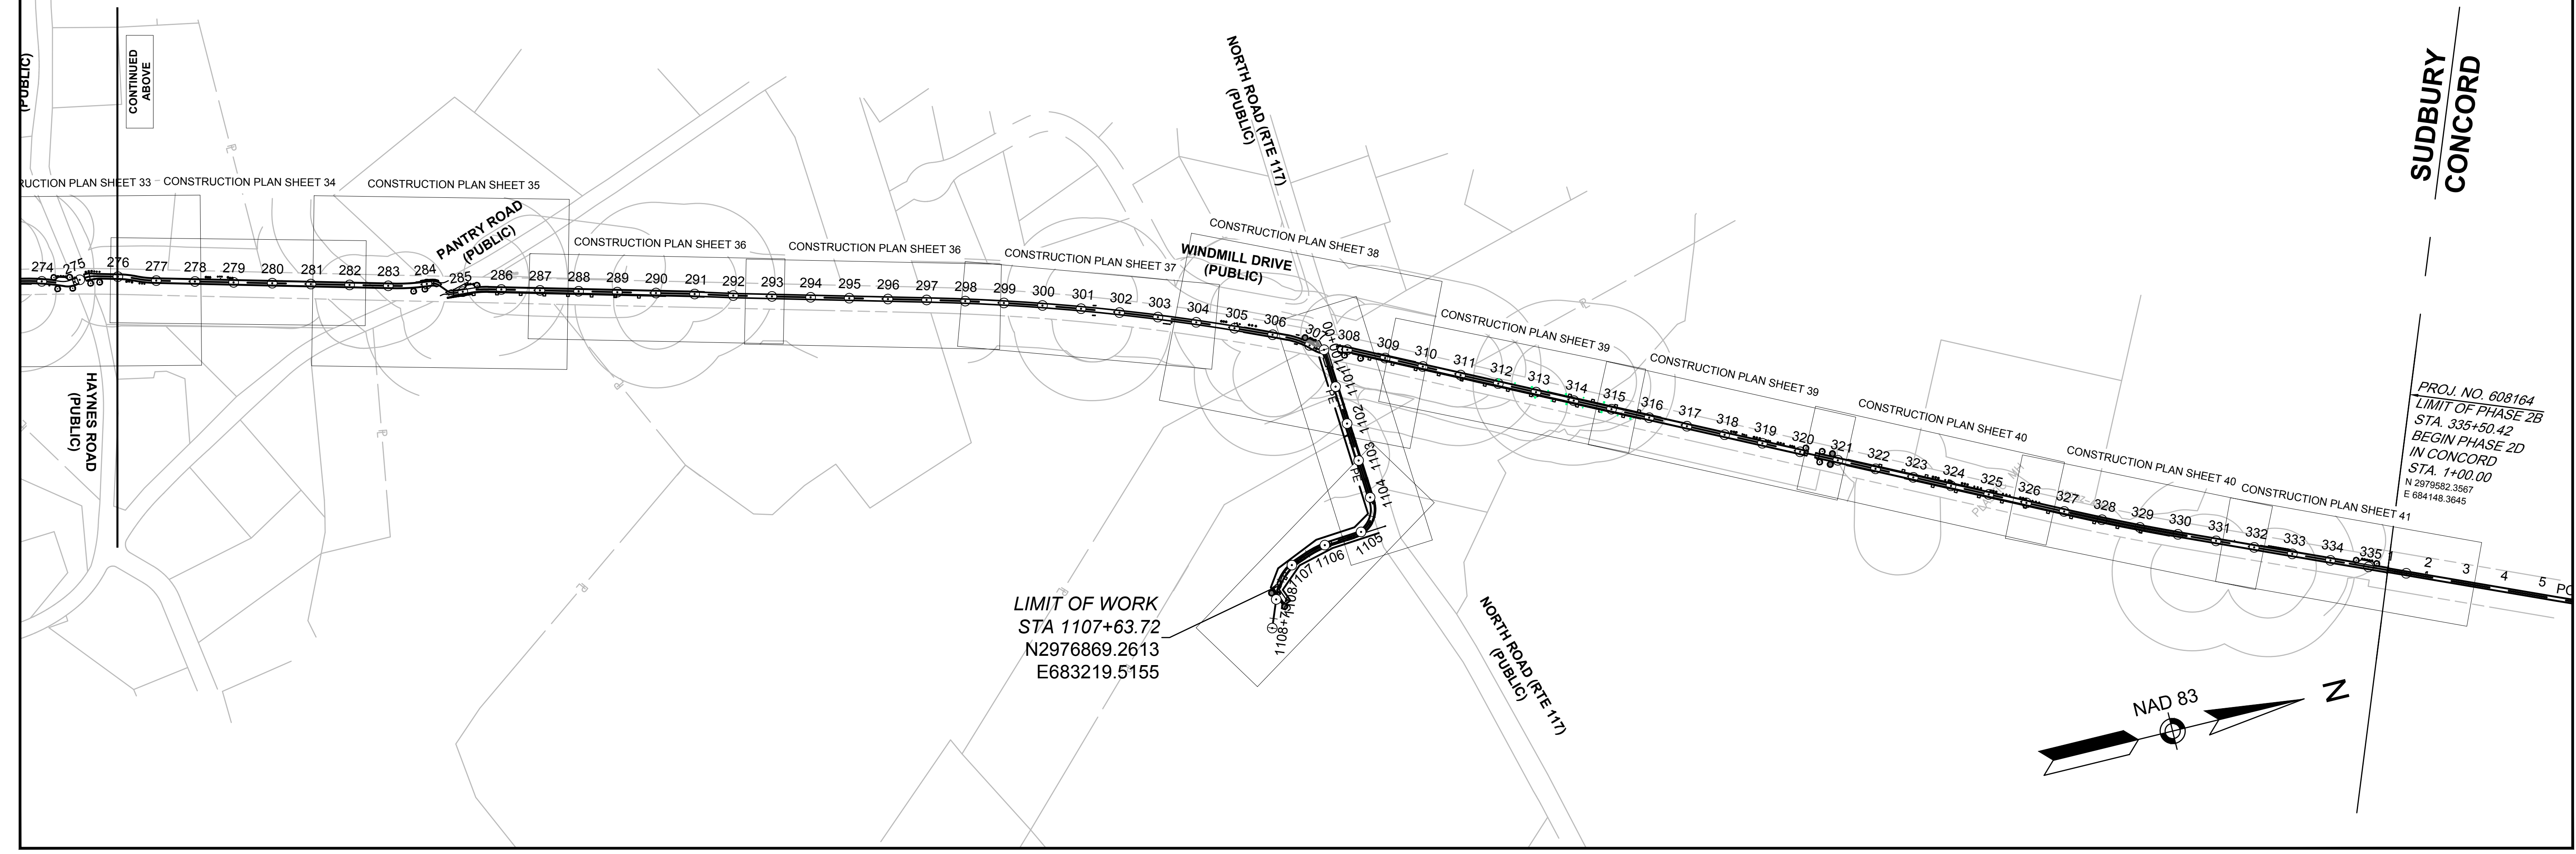 (PUBLIC)
CONTINUED
ABOVE
NORTH ROAD (RTE 117)
(PUBLIC)
SUDBURY
CONCORD
RUCTION PLAN SHEET 33
CONSTRUCTION PLAN SHEET 34
CONSTRUCTION PLAN SHEET 35
PANTRY ROAD
(PUBLIC)
CONSTRUCTION PLAN SHEET 36
CONSTRUCTION PLAN SHEET 36
CONSTRUCTION PLAN SHEET 37
WINDMILL DRIVE
(PUBLIC)
CONSTRUCTION PLAN SHEET 38
CONSTRUCTION PLAN SHEET 39
CONSTRUCTION PLAN SHEET 39
CONSTRUCTION PLAN SHEET 40
CONSTRUCTION PLAN SHEET 40
CONSTRUCTION PLAN SHEET 41
274 275 276 277 278 279 280 281 282 283 284 285 286 287 288 289 290 291 292 293 294 295 296 297 298 299 300 301 302 303 304 305 306 307 308 309 310 311 312 313 314 315 316 317 318 319 320 321 322 323 324 325 326 327 328 329 330 331 332 333 334 335 1 2 3 4 5 PO
1101 1102 1103 1104 1105 1106 1107 1108
HAYNES ROAD
(PUBLIC)
PROJ. NO. 608164
LIMIT OF PHASE 2B
STA. 335+50.42
BEGIN PHASE 2D
IN CONCORD
STA. 1+00.00
N 2979582.3567
E 684148.3645
LIMIT OF WORK
STA 1107+63.72
N2976869.2613
E683219.5155
NORTH ROAD (RTE 117)
(PUBLIC)
NAD 83
N